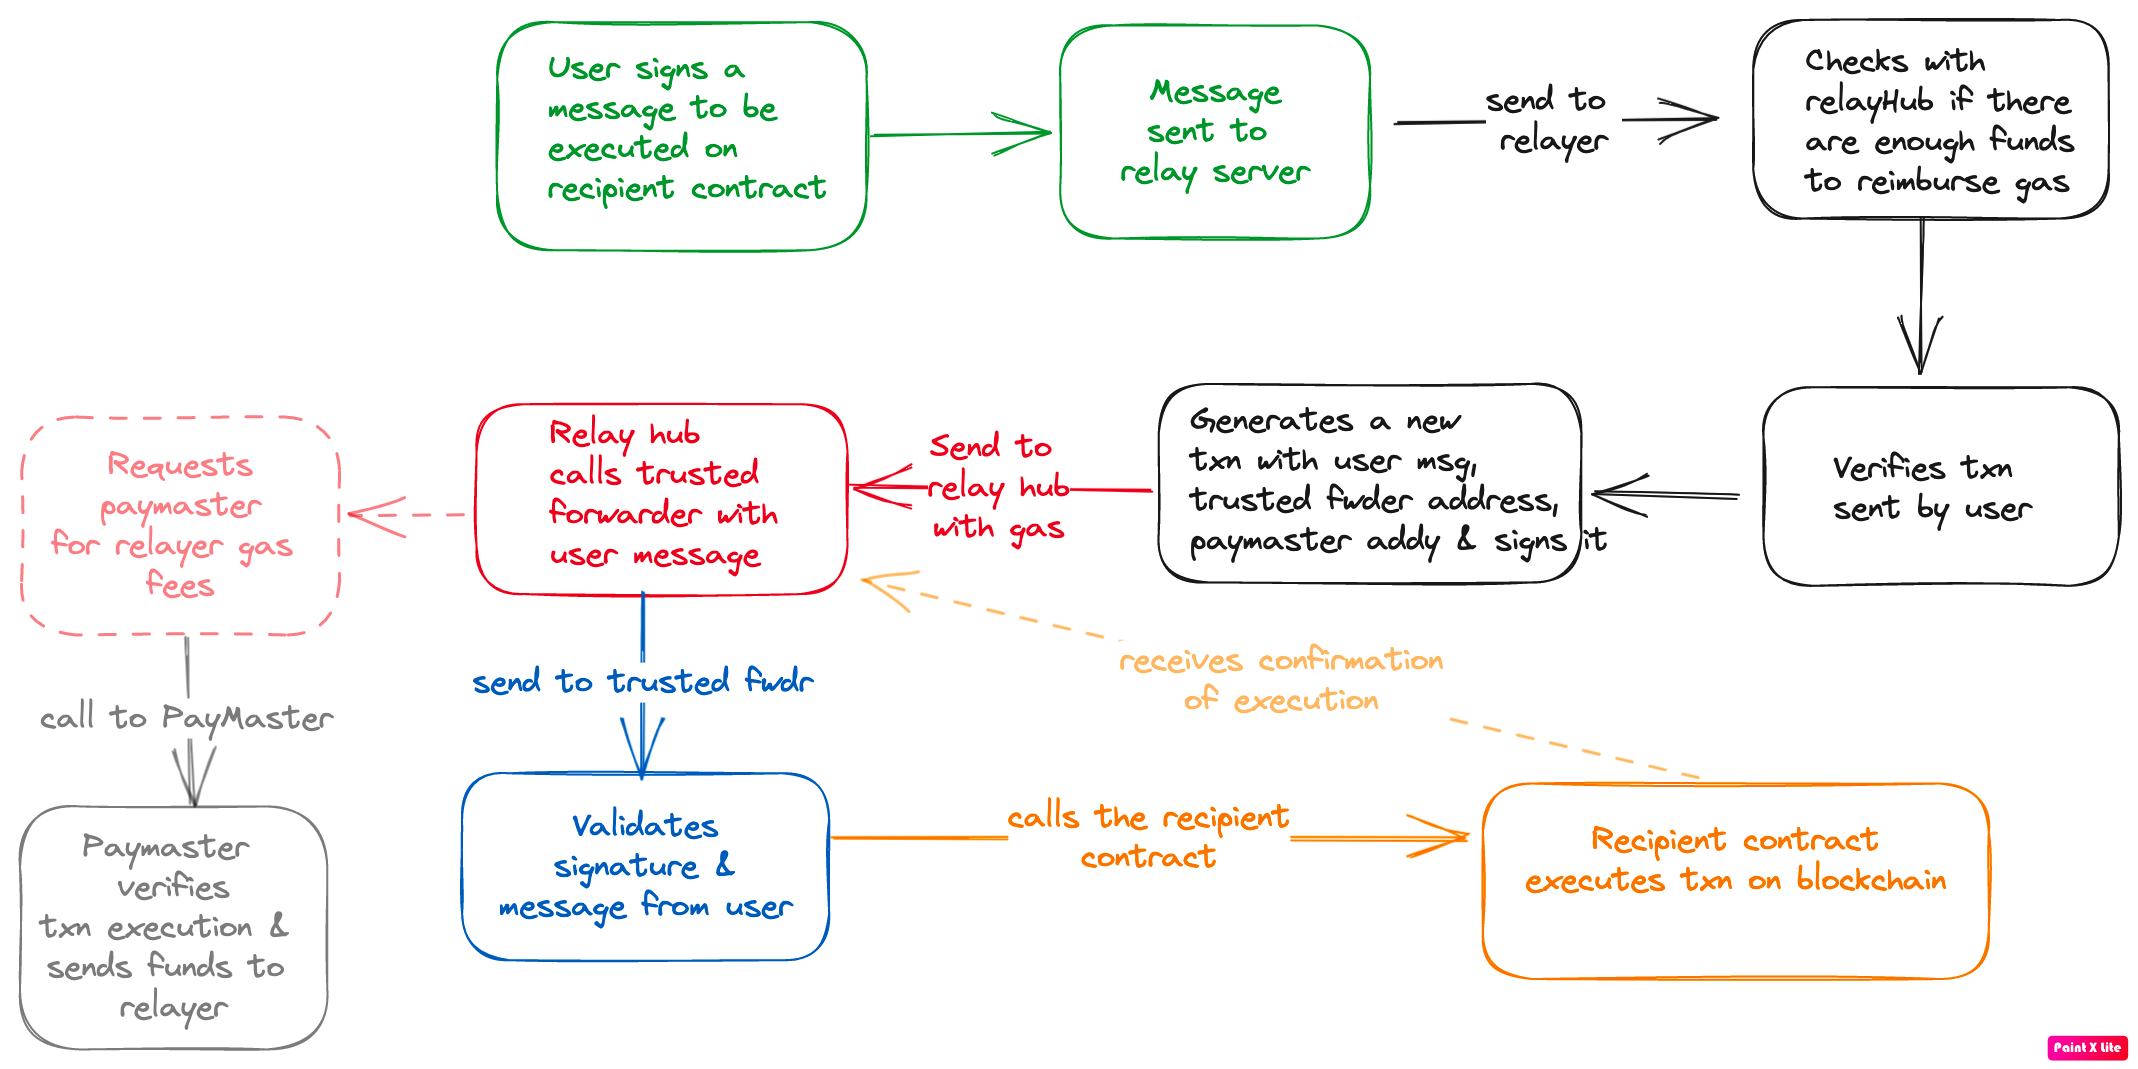 User signs a
message to be
executed on
recipient contract
Message
sent to
relay server
send to
relayer
Checks with
relayHub if there
are enough funds
to reimburse gas
Requests
paymaster
for relayer gas
fees
Relay hub
calls trusted
forwarder with
user message
Send to
relay hub
with gas
Generates a new
txn with user msg,
trusted fwder address,
paymaster addy & signs it
Verifies txn
sent by user
call to PayMaster
send to trusted fwdr
receives confirmation
of execution
Paymaster
verifies
txn execution &
sends funds to
relayer
Validates
signature &
message from user
calls the recipient
contract
Recipient contract
executes txn on blockchain
Paint X Lite